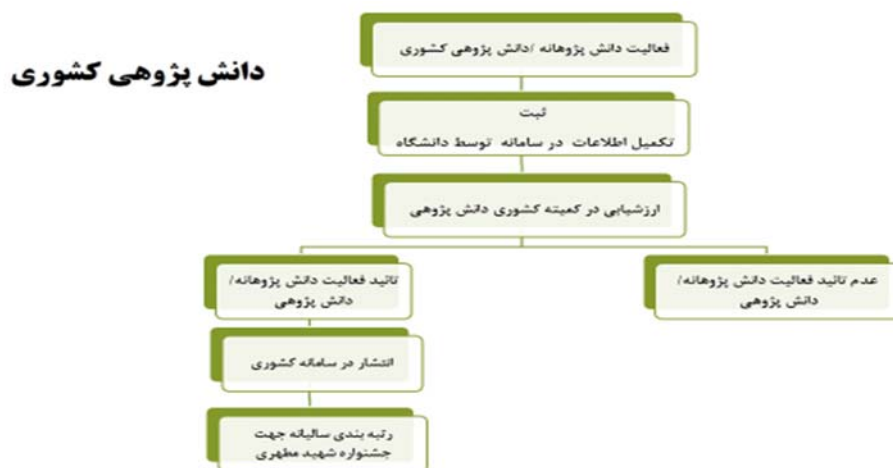 دانش پژوهی کشوری
فعالیت دانش پژوهانه /دانش پژوهی کشوری
ثبت
تکمیل اطلاعات در سامانه توسط دانشگاه
ارزشیابی در کمیته کشوری دانش پژوهی
عدم تائید فعالیت دانش پژوهانه/
دانش پژوهی
تائید فعالیت دانش پژوهانه/
دانش پژوهی
انتشار در سامانه کشوری
رتبه بندی سالیانه جهت
جشنواره شهید مطهری